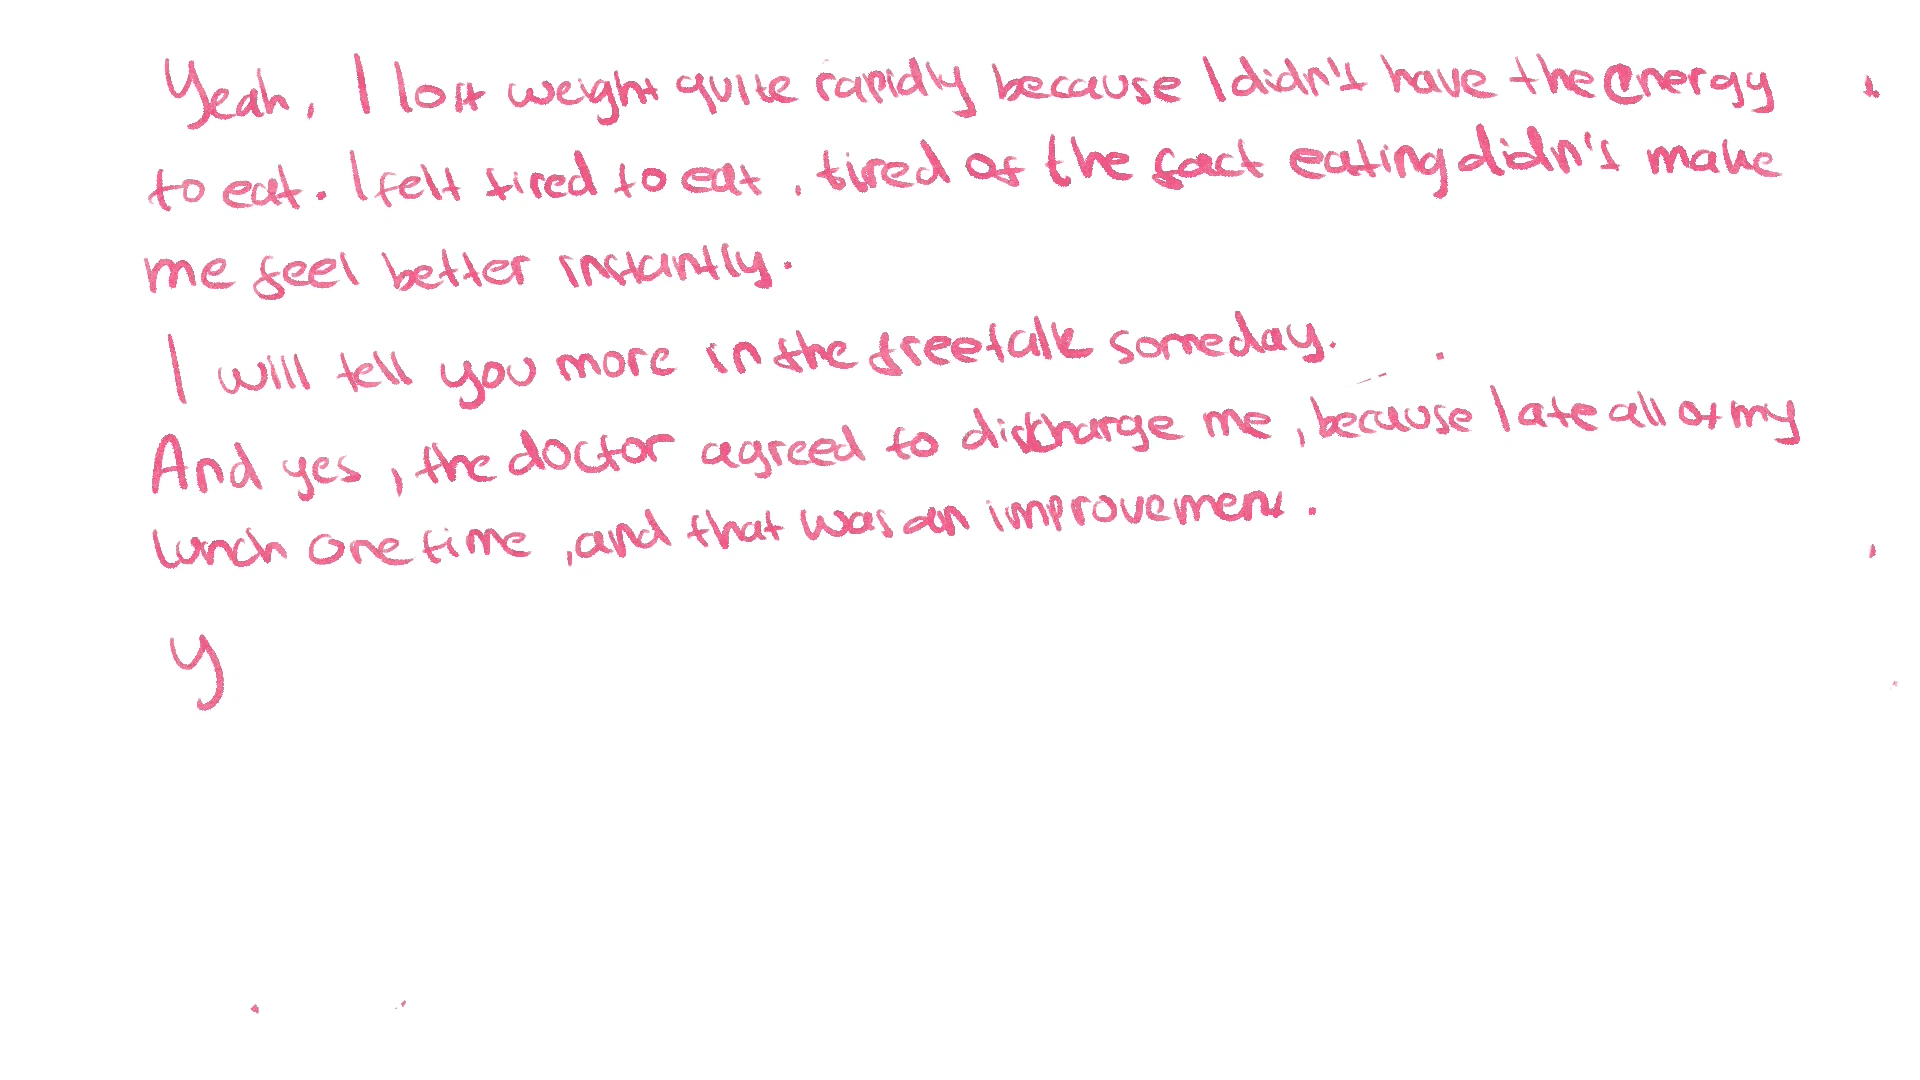 Yeah, I lost weight quite rapidly because I didn't have the energy
to eat. I felt tired to eat, tired of the fact eating didn't make
me feel better instantly.
I will tell you more in the freetalk someday.
And yes, the doctor agreed to discharge me, because I ate all of my
lunch one time, and that was an improvement.
y